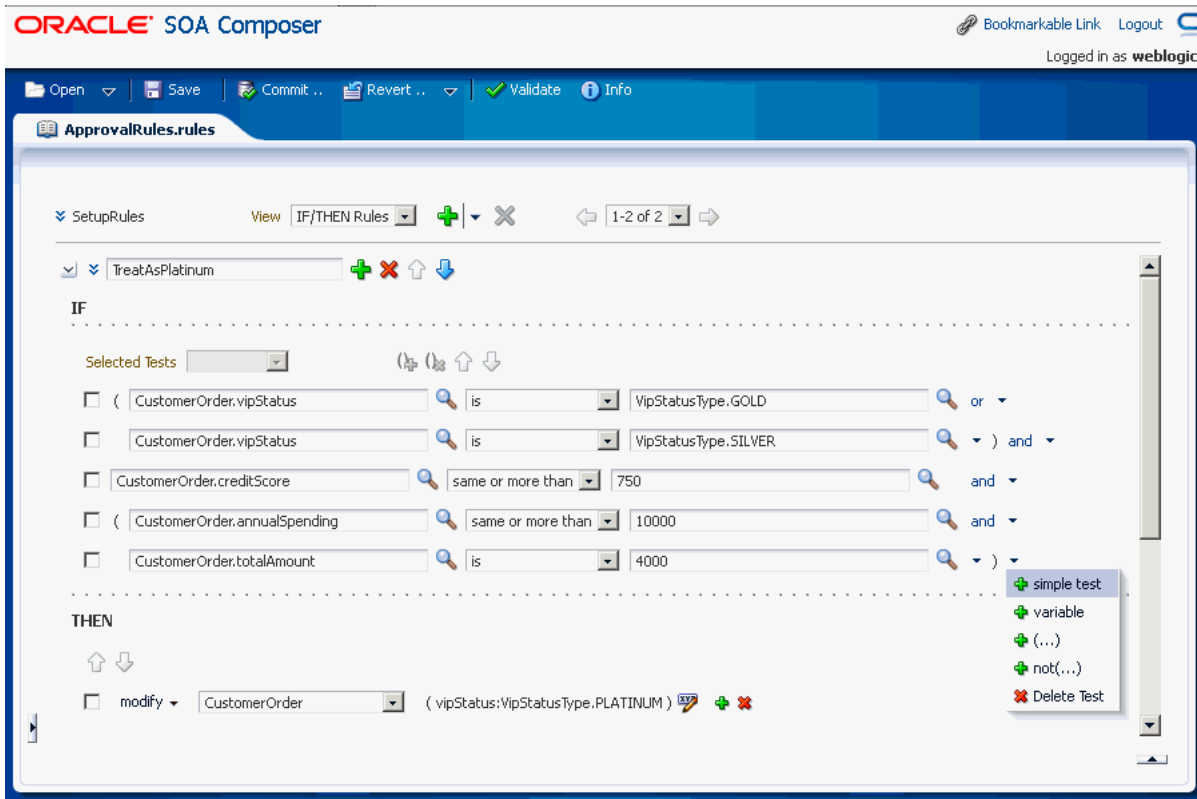 ORACLE SOA Composer
Bookmarkable Link Logout
Logged in as weblogic
Open Save Commit .. Revert .. Validate Info
ApprovalRules.rules
SetupRules View IF/THEN Rules 1-2 of 2
TreatAsPlatinum
IF
Selected Tests
( CustomerOrder.vipStatus is VipStatusType.GOLD or
CustomerOrder.vipStatus is VipStatusType.SILVER ) and
CustomerOrder.creditScore same or more than 750 and
( CustomerOrder.annualSpending same or more than 10000 and
CustomerOrder.totalAmount is 4000 )
simple test
variable
(...)
not(...)
Delete Test
THEN
modify CustomerOrder ( vipStatus:VipStatusType.PLATINUM )